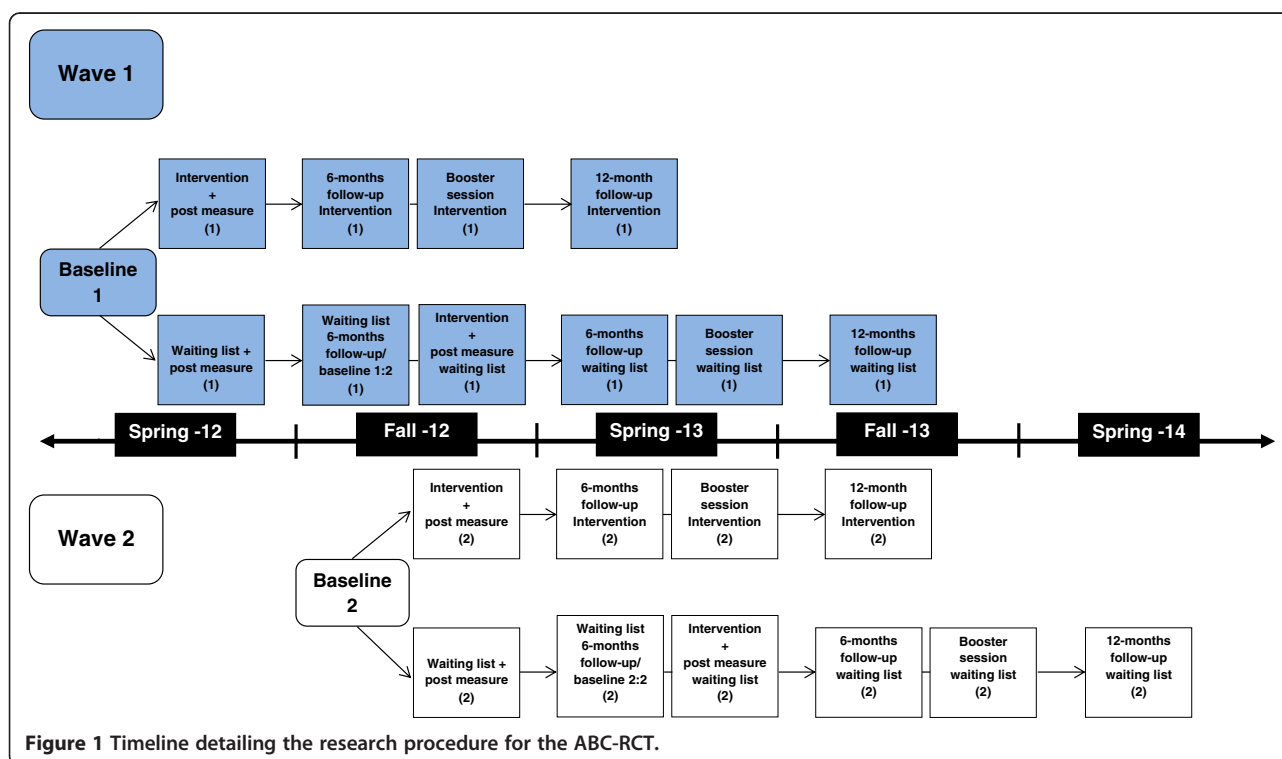 Wave 1
Intervention
+
post measure
(1)
6-months
follow-up
Intervention
(1)
Booster
session
Intervention
(1)
12-month
follow-up
Intervention
(1)
Baseline
1
Waiting list +
post measure
(1)
Waiting list
6-months
follow-up/
baseline 1:2
(1)
Intervention
+
post measure
waiting list
(1)
6-months
follow-up
waiting list
(1)
Booster
session
waiting list
(1)
12-months
follow-up
waiting list
(1)
Spring -12
Fall -12
Spring -13
Fall -13
Spring -14
Wave 2
Intervention
+
post measure
(2)
6-months
follow-up
Intervention
(2)
Booster
session
Intervention
(2)
12-month
follow-up
Intervention
(2)
Baseline
2
Waiting list +
post measure
(2)
Waiting list
6-months
follow-up/
baseline 2:2
(2)
Intervention
+
post measure
waiting list
(2)
6-months
follow-up
waiting list
(2)
Booster
session
waiting list
(2)
12-months
follow-up
waiting list
(2)
Figure 1 Timeline detailing the research procedure for the ABC-RCT.